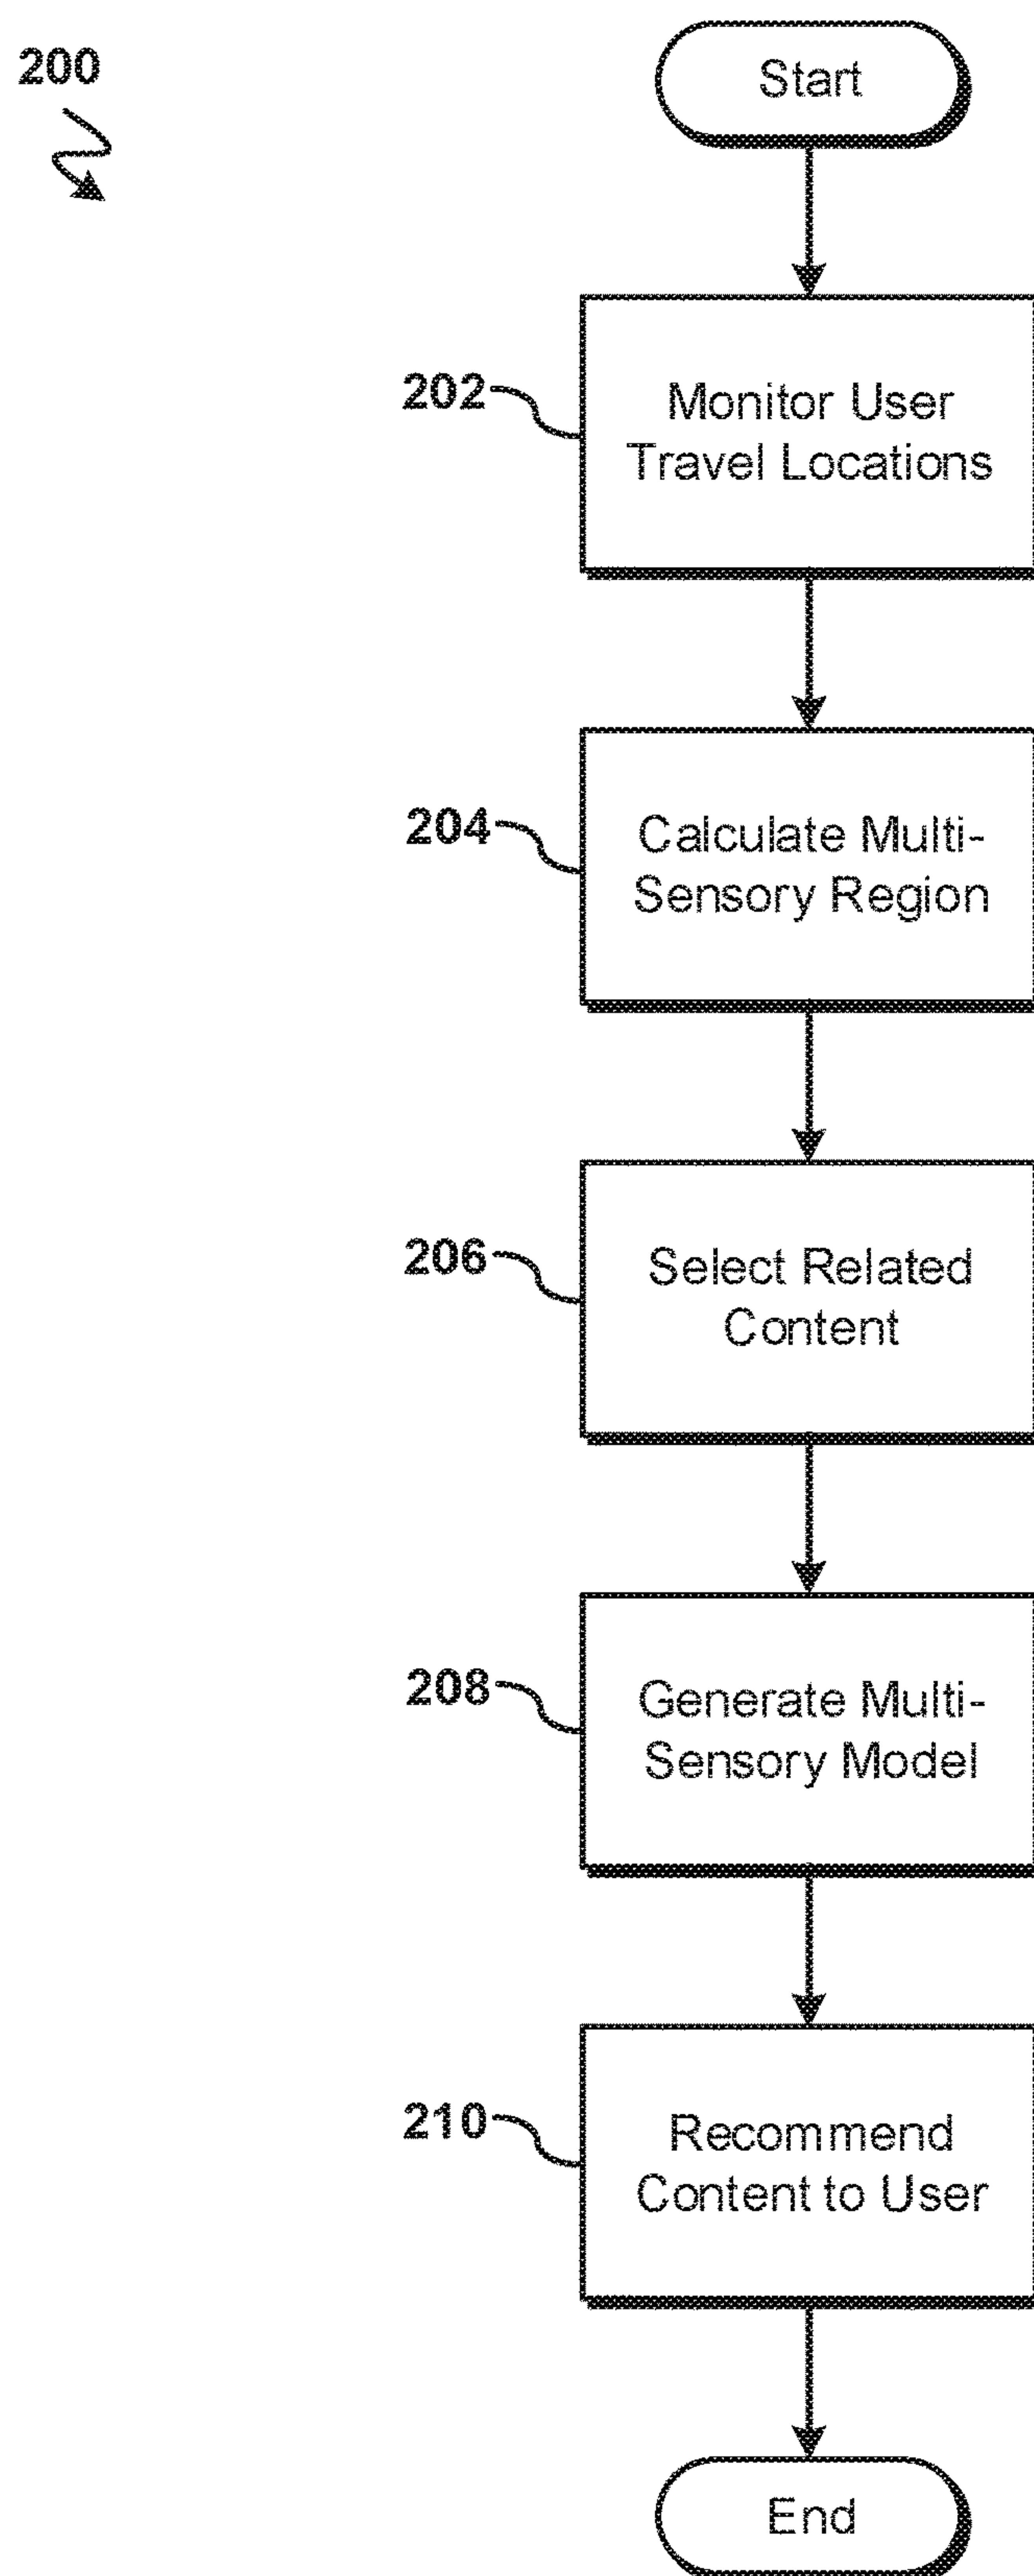 200
Start
202
Monitor User
Travel Locations
204
Calculate Multi-
Sensory Region
206
Select Related
Content
208
Generate Multi-
Sensory Model
210
Recommend
Content to User
End